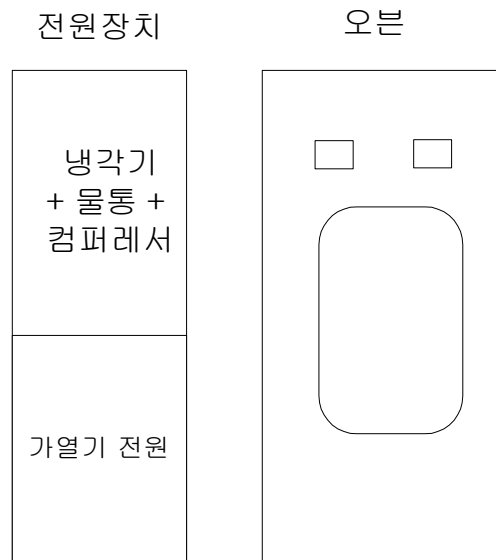 전원장치
오븐
냉각기
+ 물통 +
컴퍼레서
가열기 전원